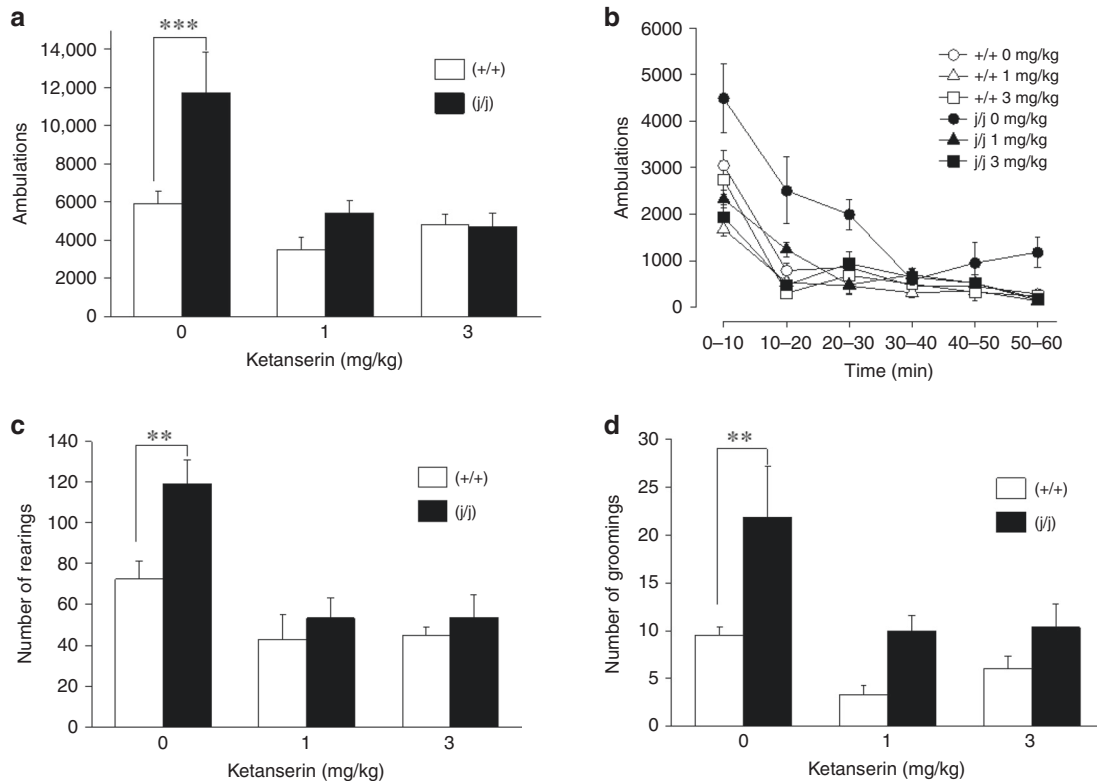 a
***
14,000
12,000
10,000
8000
6000
4000
2000
0
Ambulations
0
1
3
Ketanserin (mg/kg)
(+/+)
(j/j)
b
6000
5000
4000
3000
2000
1000
0
Ambulations
+/+ 0 mg/kg
+/+ 1 mg/kg
+/+ 3 mg/kg
j/j 0 mg/kg
j/j 1 mg/kg
j/j 3 mg/kg
0–10
10–20
20–30
30–40
40–50
50–60
Time (min)
c
**
140
120
100
80
60
40
20
0
Number of rearings
(+/+)
(j/j)
0
1
3
Ketanserin (mg/kg)
d
**
30
25
20
15
10
5
0
Number of groomings
(+/+)
(j/j)
0
1
3
Ketanserin (mg/kg)